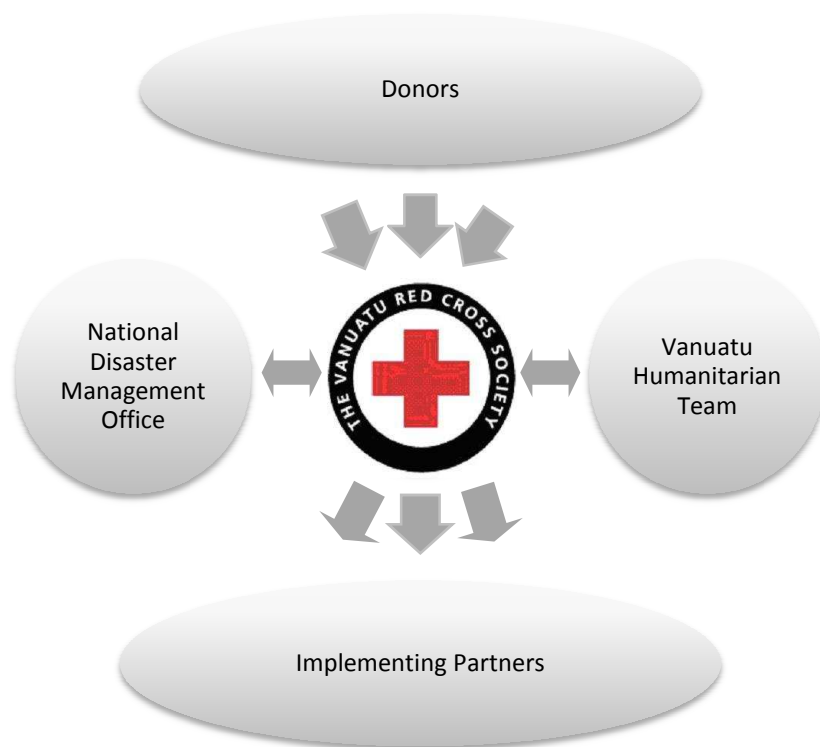 Donors
National
Disaster
Management
Office
THE VANUATU RED CROSS SOCIETY
Vanuatu
Humanitarian
Team
Implementing Partners